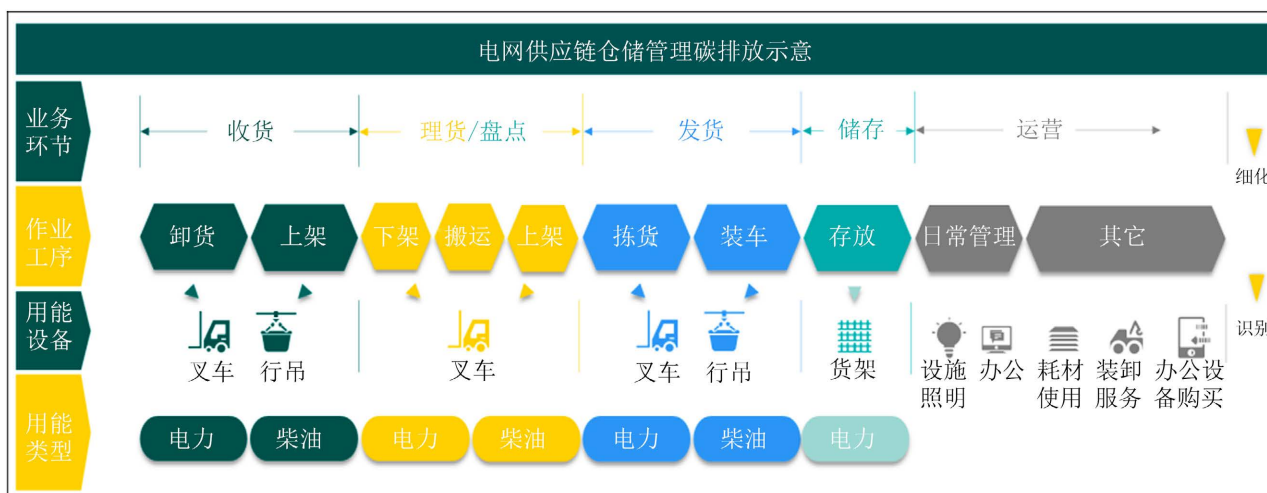 电网供应链仓储管理碳排放示意
业务
环节
收货
理货/盘点
发货
储存
运营
细化
作业
工序
卸货
上架
下架
搬运
上架
拣货
装车
存放
日常管理
其它
用能
设备
叉车
行吊
叉车
叉车
行吊
货架
设施
照明
办公
耗材
使用
装卸
服务
办公设
备购买
识别
用能
类型
电力
柴油
电力
柴油
电力
柴油
电力